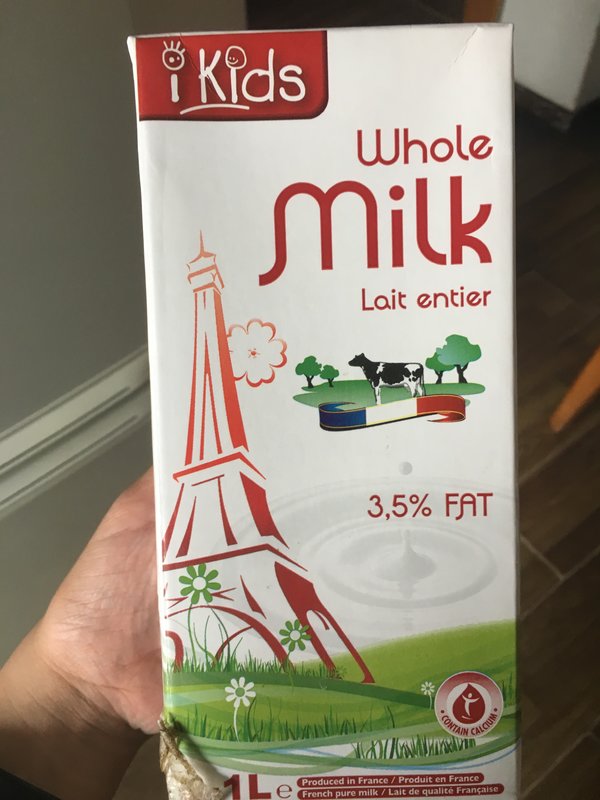 i Kids
Whole
Milk
Lait entier
3,5% FAT
• CONTAIN CALCIUM •
1L e
Produced in France / Produit en France
French pure milk / Lait de qualité Française